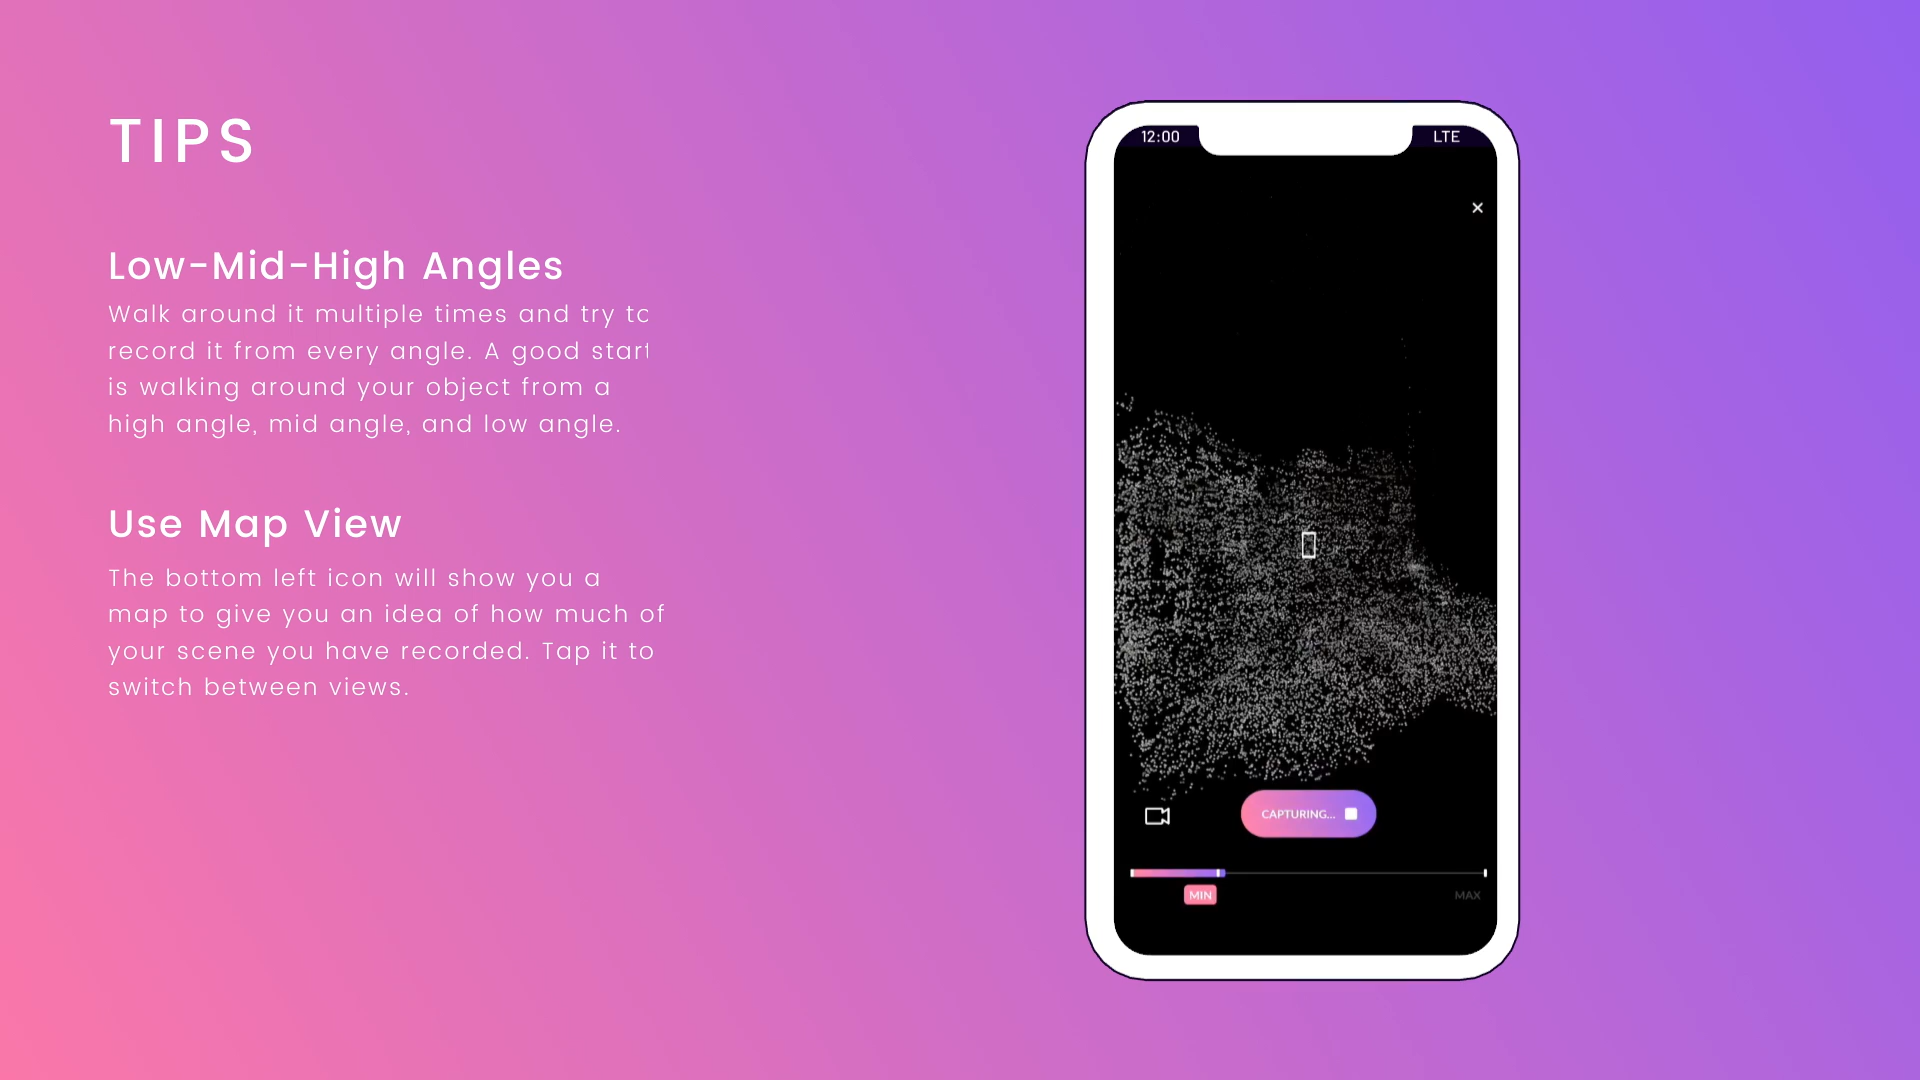 TIPS
Low-Mid-High Angles
Walk around it multiple times and try to
record it from every angle. A good start
is walking around your object from a
high angle, mid angle, and low angle.
Use Map View
The bottom left icon will show you a
map to give you an idea of how much of
your scene you have recorded. Tap it to
switch between views.
12:00
LTE
CAPTURING...
MIN
MAX